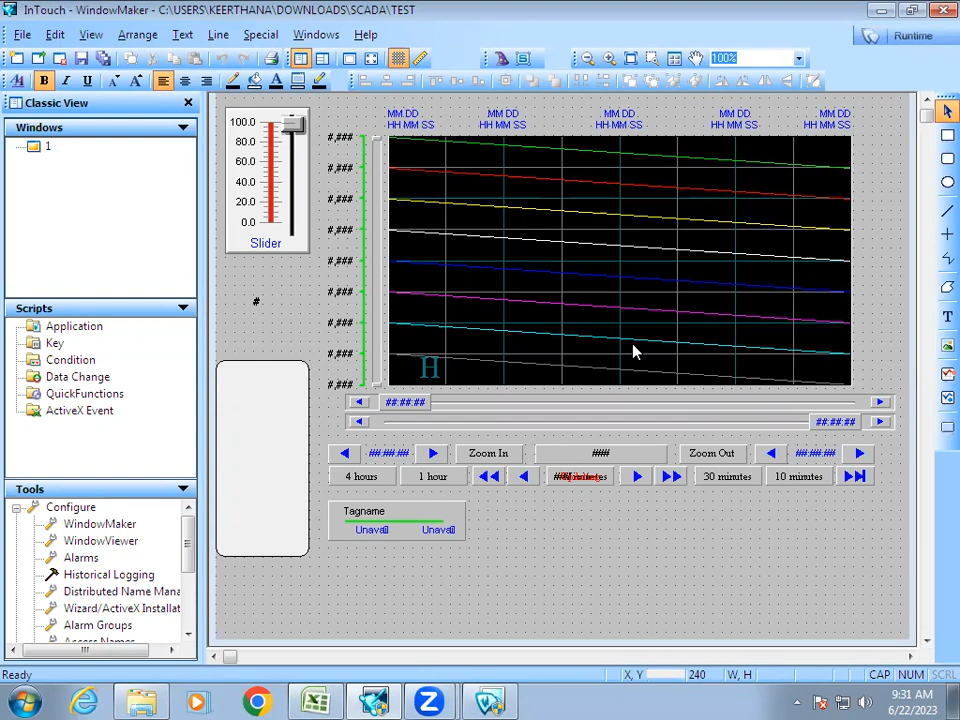 InTouch - WindowMaker - C:\USERS\KEERTHANA\DOWNLOADS\SCADA\TEST
File Edit View Arrange Text Line Special Windows Help Runtime
100%
Classic View
Windows
1
Scripts
Application
Key
Condition
Data Change
QuickFunctions
ActiveX Event
Tools
Configure
WindowMaker
WindowViewer
Alarms
Historical Logging
Distributed Name Mana
Wizard/ActiveX Installat
Alarm Groups
Access Names
100.0
80.0
60.0
40.0
20.0
0.0
Slider
#
MM DD MM DD MM DD MM DD MM DD
HH MM SS HH MM SS HH MM SS HH MM SS HH MM SS
#,###
#,###
#,###
#,###
#,###
#,###
#,###
#,###
#,###
H
##:##:##
##:##:##
##:##:## Zoom In #### Zoom Out ##:##:##
4 hours 1 hour 30 minutes 10 minutes
Tagname
Unavail Unavail
Ready X, Y 240 W, H CAP NUM SCRL
9:31 AM
6/22/2023